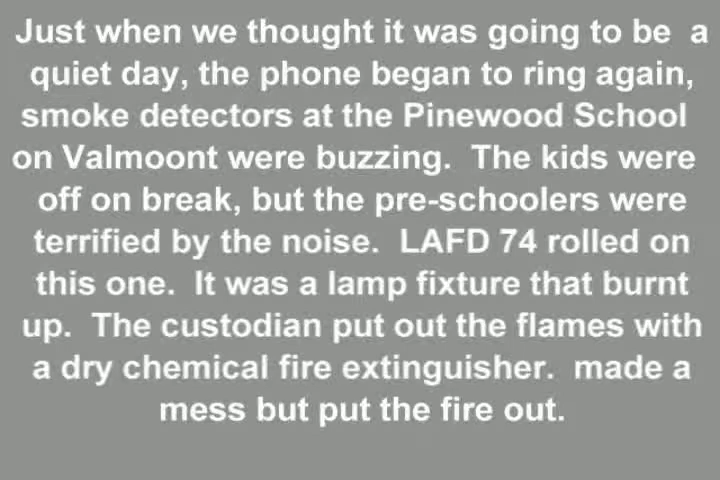 Just when we thought it was going to be  a
quiet day, the phone began to ring again,
smoke detectors at the Pinewood School
on Valmoont were buzzing.  The kids were
off on break, but the pre-schoolers were
terrified by the noise.  LAFD 74 rolled on
this one.  It was a lamp fixture that burnt
up.  The custodian put out the flames with
a dry chemical fire extinguisher.  made a
mess but put the fire out.